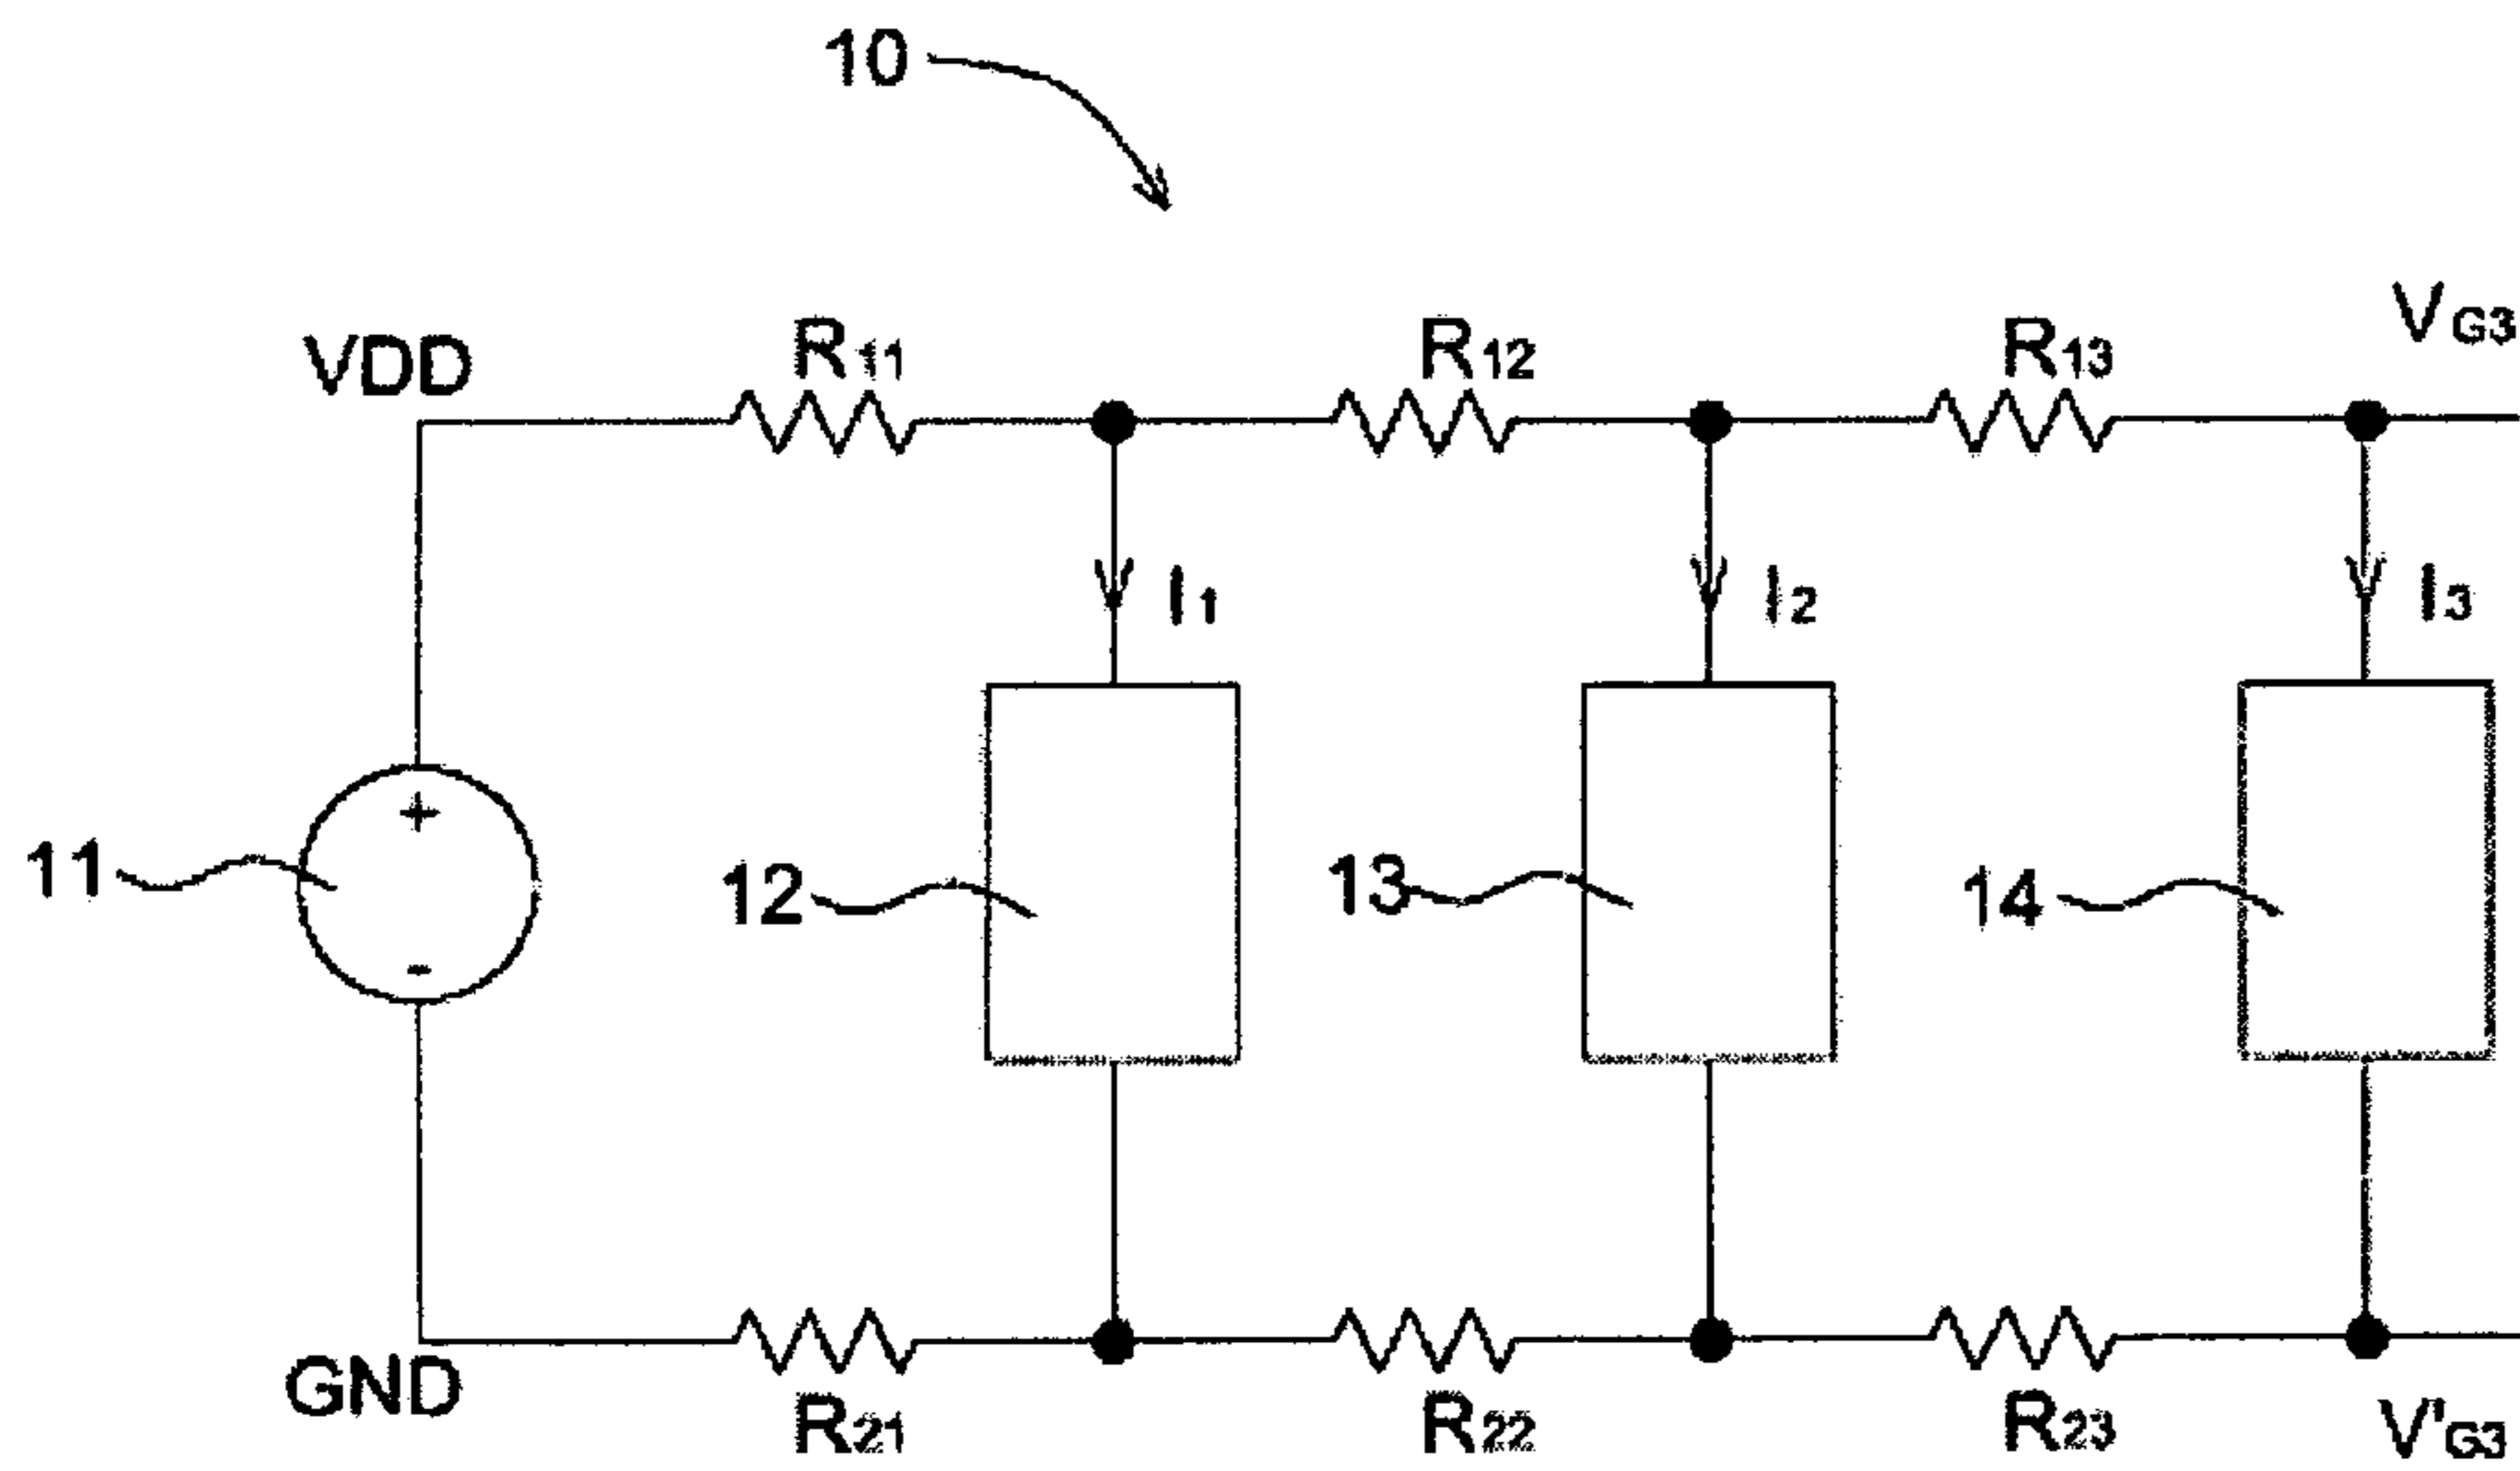 10
VDD
R11
R12
R13
VG3
I1
I2
I3
+
-
11
12
13
14
GND
R21
R22
R23
V'G3